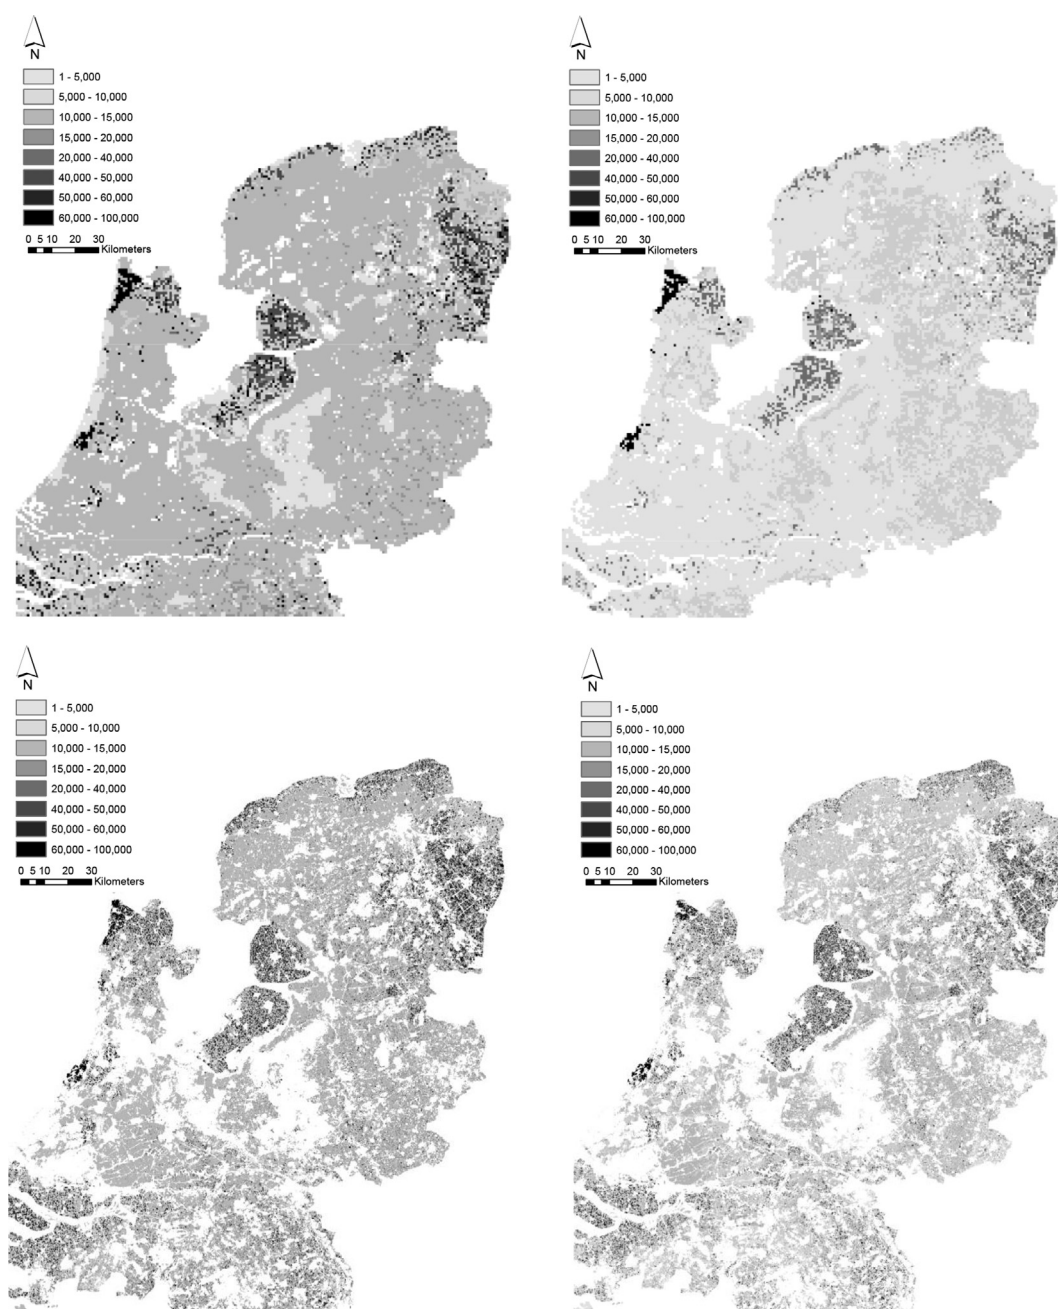 N
1 - 5,000
5,000 - 10,000
10,000 - 15,000
15,000 - 20,000
20,000 - 40,000
40,000 - 50,000
50,000 - 60,000
60,000 - 100,000
0 5 10 20 30
Kilometers
N
1 - 5,000
5,000 - 10,000
10,000 - 15,000
15,000 - 20,000
20,000 - 40,000
40,000 - 50,000
50,000 - 60,000
60,000 - 100,000
0 5 10 20 30
Kilometers
N
1 - 5,000
5,000 - 10,000
10,000 - 15,000
15,000 - 20,000
20,000 - 40,000
40,000 - 50,000
50,000 - 60,000
60,000 - 100,000
0 5 10 20 30
Kilometers
N
1 - 5,000
5,000 - 10,000
10,000 - 15,000
15,000 - 20,000
20,000 - 40,000
40,000 - 50,000
50,000 - 60,000
60,000 - 100,000
0 5 10 20 30
Kilometers